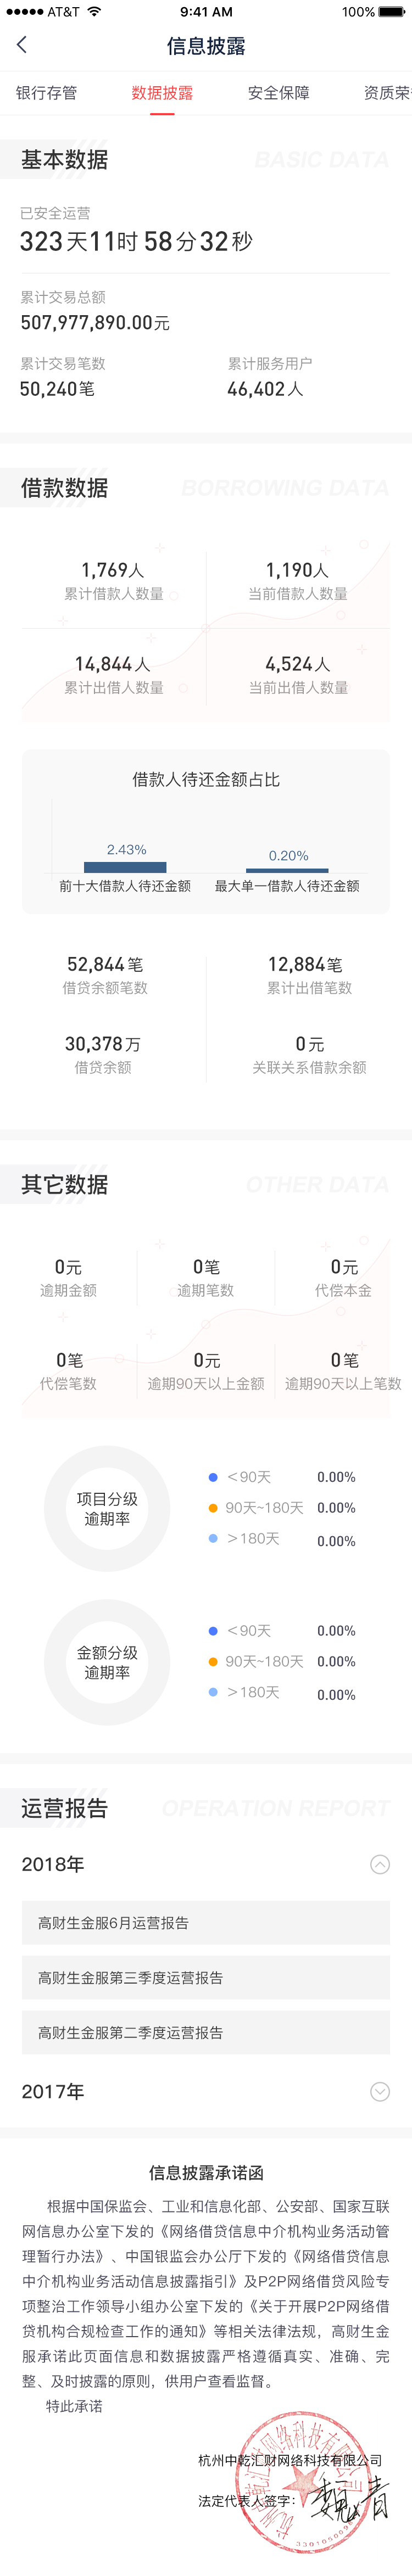 AT&T 9:41 AM 100%
信息披露
银行存管 数据披露 安全保障 资质荣
基本数据 BASIC DATA
已安全运营
323天11时58分32秒
累计交易总额
507,977,890.00元
累计交易笔数 累计服务用户
50,240笔 46,402人
借款数据 BORROWING DATA
1,769人 1,190人
累计借款人数量 当前借款人数量
14,844人 4,524人
累计出借人数量 当前出借人数量
借款人待还金额占比
2.43% 0.20%
前十大借款人待还金额 最大单一借款人待还金额
52,844笔 12,884笔
借贷余额笔数 累计出借笔数
30,378万 0元
借贷余额 关联关系借款余额
其它数据 OTHER DATA
0元 0笔 0元
逾期金额 逾期笔数 代偿本金
0笔 0元 0笔
代偿笔数 逾期90天以上金额 逾期90天以上笔数
项目分级
逾期率
<90天 0.00%
90天~180天 0.00%
>180天 0.00%
金额分级
逾期率
<90天 0.00%
90天~180天 0.00%
>180天 0.00%
运营报告 OPERATION REPORT
2018年
高财生金服6月运营报告
高财生金服第三季度运营报告
高财生金服第二季度运营报告
2017年
信息披露承诺函
根据中国保监会、工业和信息化部、公安部、国家互联
网信息办公室下发的《网络借贷信息中介机构业务活动管
理暂行办法》、中国银监会办公厅下发的《网络借贷信息
中介机构业务活动信息披露指引》及P2P网络借贷风险专
项整治工作领导小组办公室下发的《关于开展P2P网络借
贷机构合规检查工作的通知》等相关法律法规，高财生金
服承诺此页面信息和数据披露严格遵循真实、准确、完
整、及时披露的原则，供用户查看监督。
特此承诺
杭州中乾汇财网络科技有限公司
法定代表人签字：